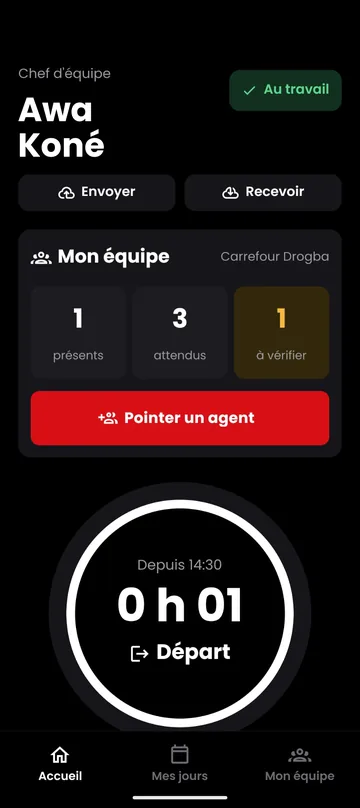 Chef d'équipe
Au travail
Awa
Koné
Envoyer
Recevoir
Mon équipe
Carrefour Drogba
1
3
1
présents
attendus
à vérifier
Pointer un agent
Depuis 14:30
0 h 01
Départ
Accueil
Mes jours
Mon équipe